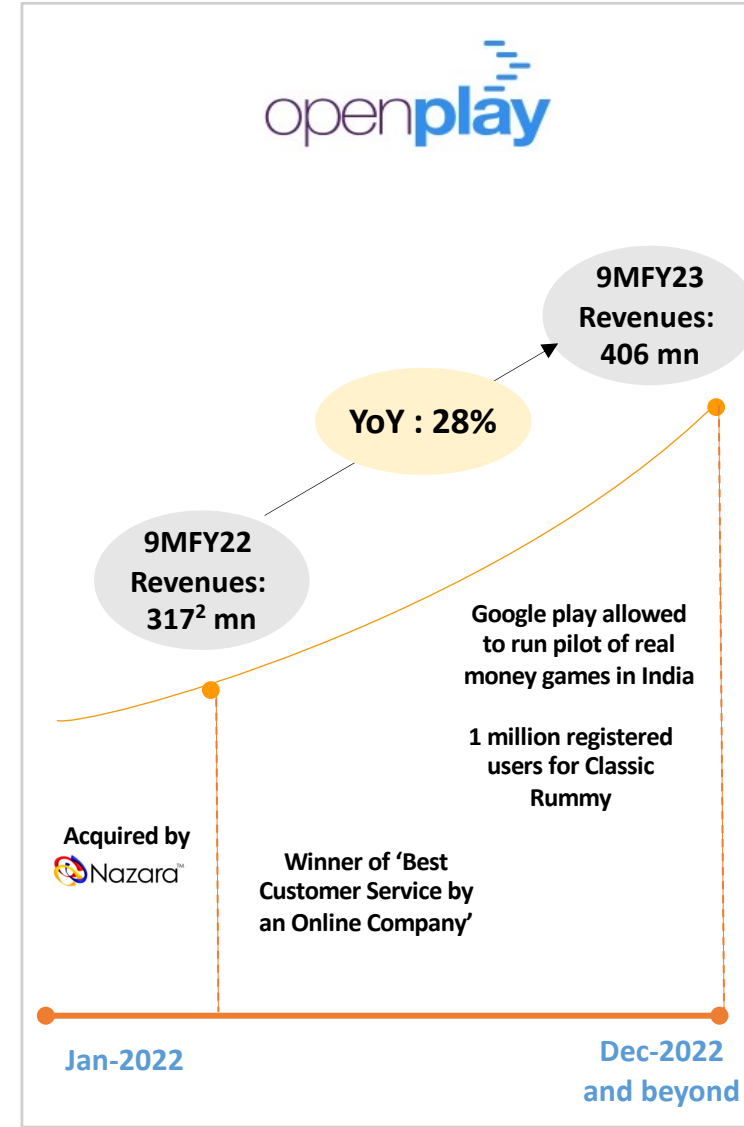 openplay
9MFY23
Revenues:
406 mn
YoY : 28%
9MFY22
Revenues:
317² mn
Google play allowed
to run pilot of real
money games in India
1 million registered
users for Classic
Rummy
Acquired by
Nazara™
Winner of ‘Best
Customer Service by
an Online Company’
Jan-2022
Dec-2022
and beyond